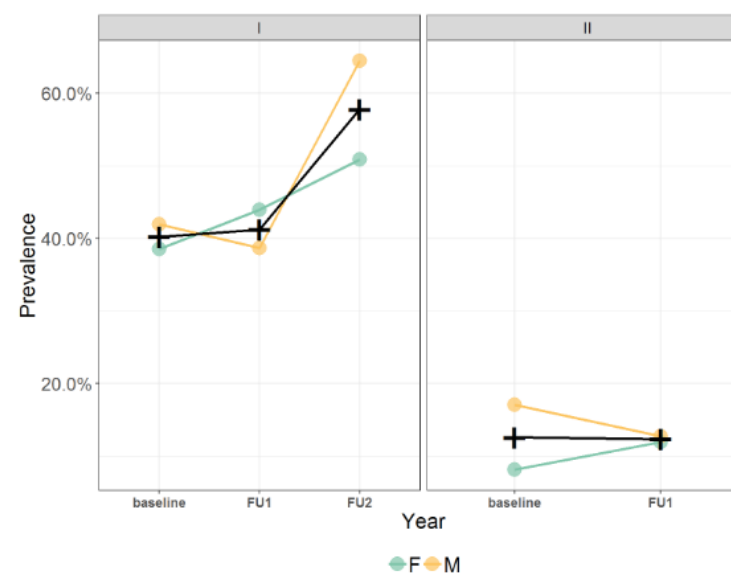 I II
60.0%
40.0%
20.0%
Prevalence
baseline FU1 FU2 baseline FU1
Year
F M